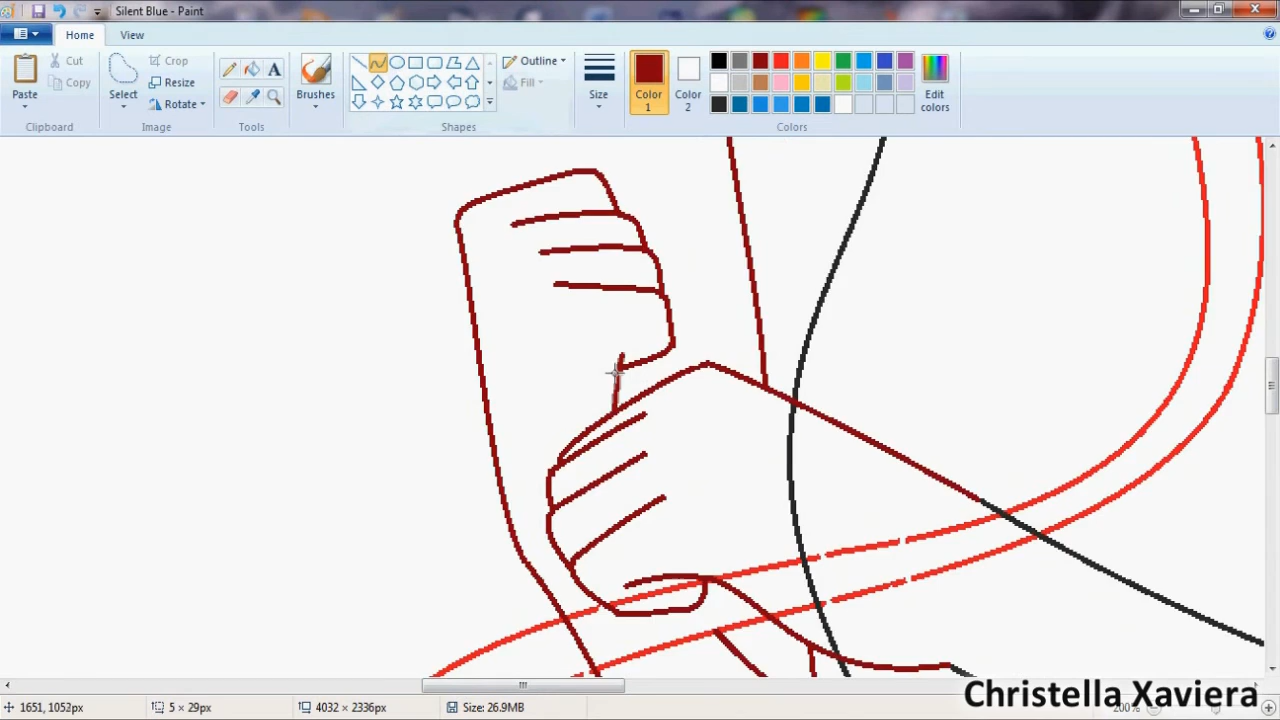 Silent Blue - Paint
Home View
Paste
Cut
Copy
Clipboard
Select
Crop
Resize
Rotate
Image
A
Tools
Brushes
Outline
Fill
Shapes
Size
Color 1
Color 2
Edit colors
Colors
1651, 1052px
5 × 29px
4032 × 2336px
Size: 26.9MB
200%
Christella Xaviera